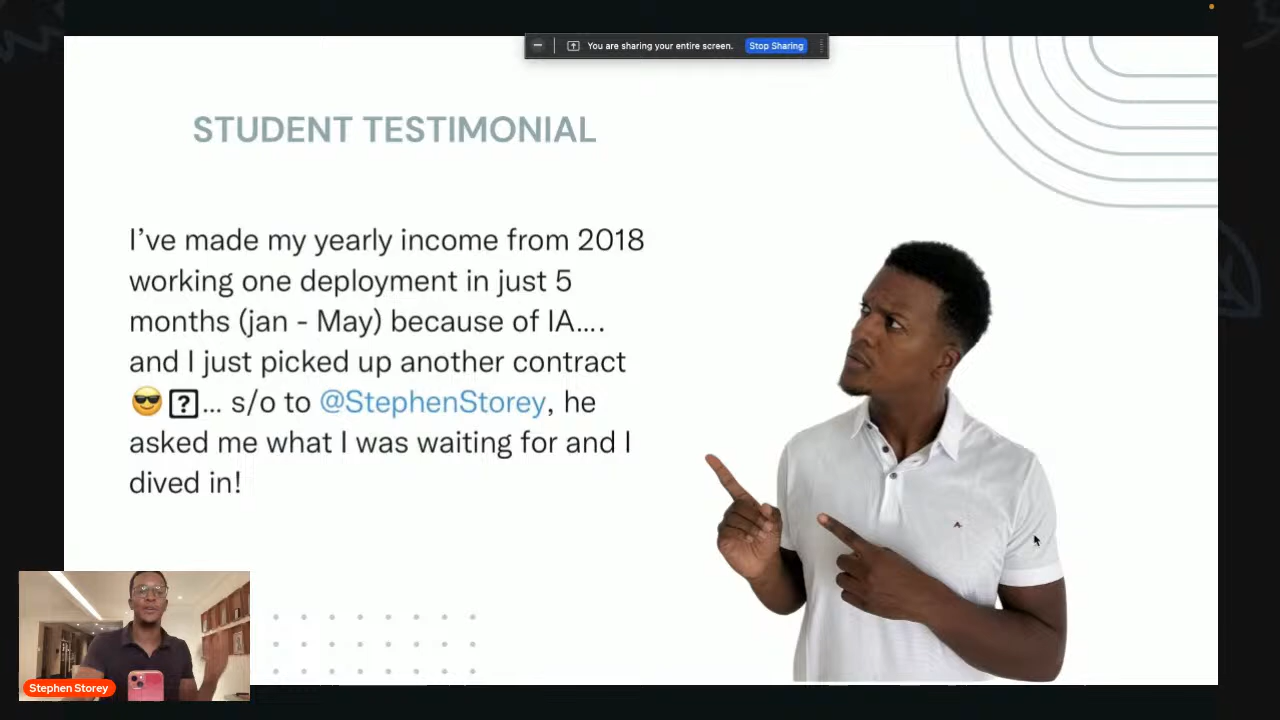 You are sharing your entire screen.
Stop Sharing
STUDENT TESTIMONIAL
I’ve made my yearly income from 2018
working one deployment in just 5
months (jan - May) because of IA....
and I just picked up another contract
😎⍰... s/o to @StephenStorey, he
asked me what I was waiting for and I
dived in!
Stephen Storey